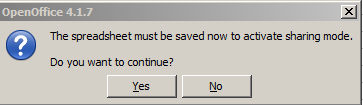 OpenOffice 4.1.7
The spreadsheet must be saved now to activate sharing mode.
Do you want to continue?
Yes No